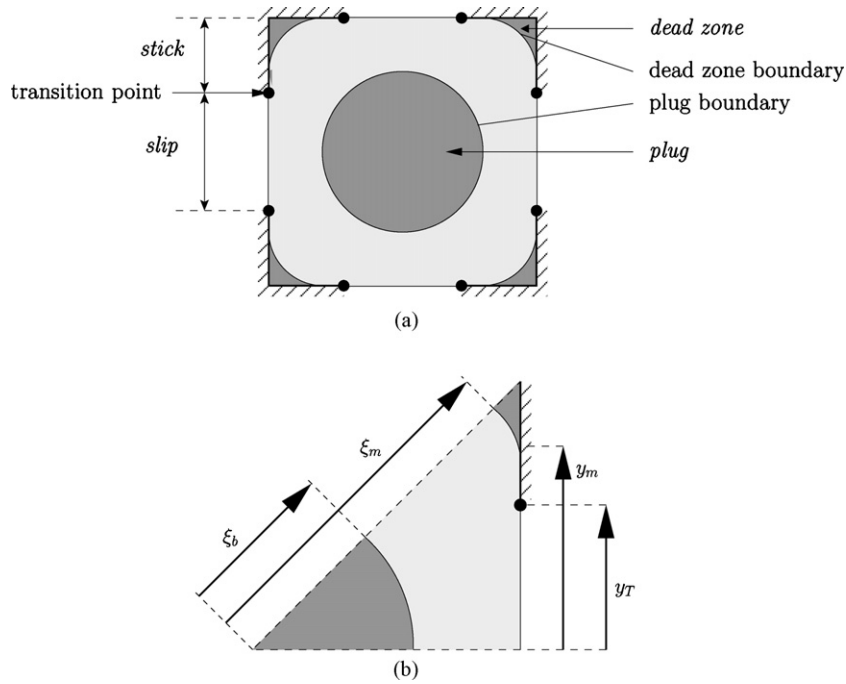 stick
dead zone
dead zone boundary
transition point
plug boundary
slip
plug
(a)
ξm
ym
ξb
yT
(b)